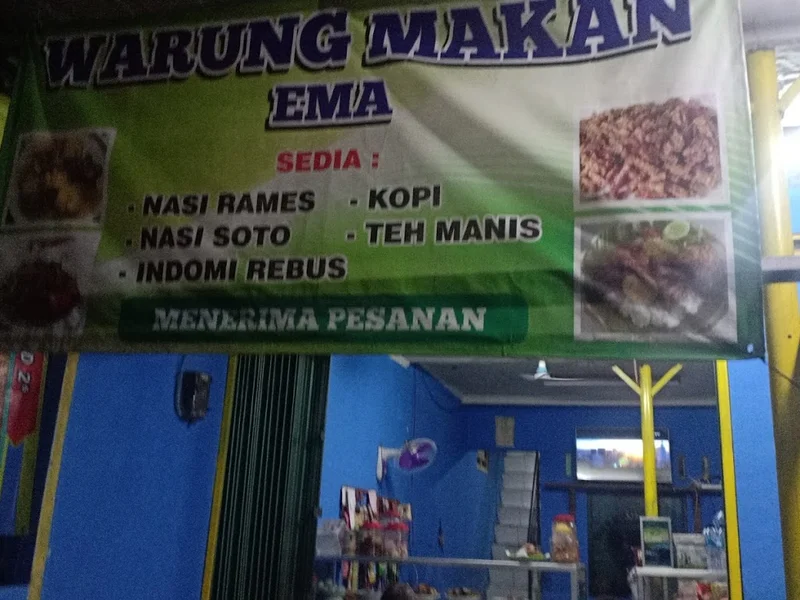 WARUNG MAKAN
EMA
SEDIA :
- NASI RAMES
- NASI SOTO
- INDOMI REBUS
- KOPI
- TEH MANIS
MENERIMA PESANAN